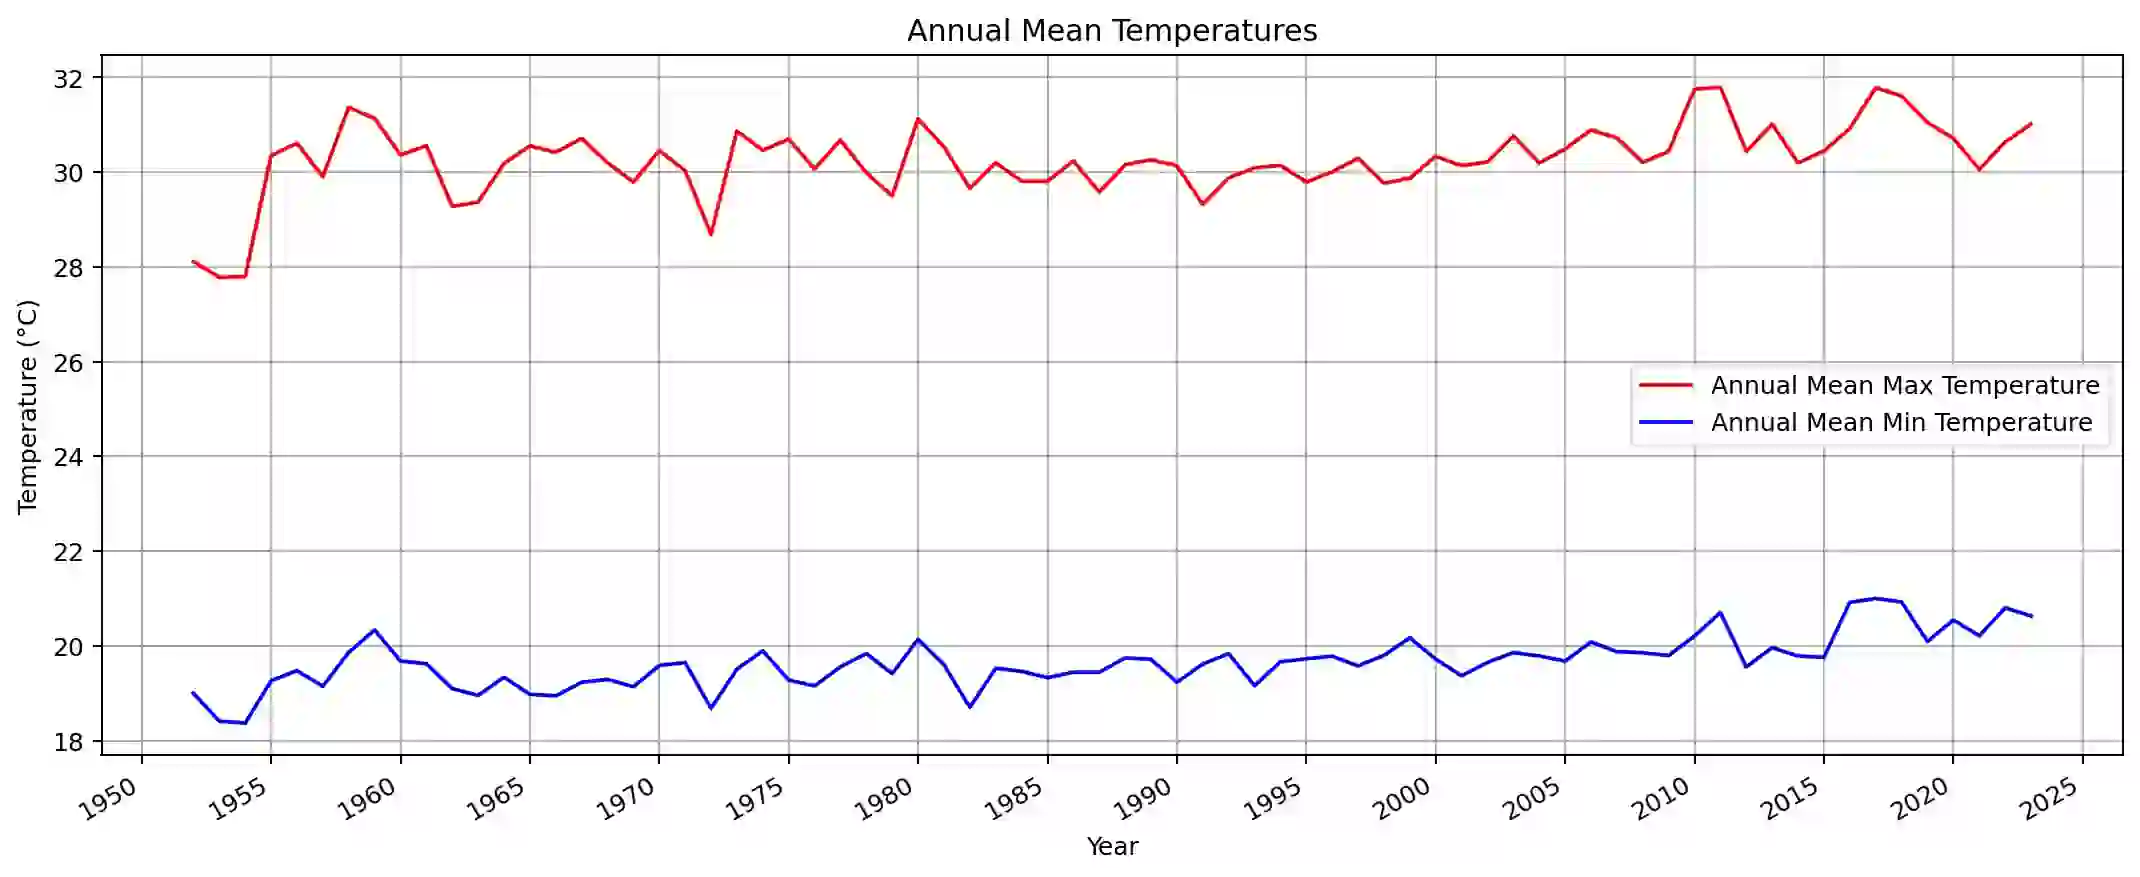 Annual Mean Temperatures
32
30
28
26
24
22
20
18
Temperature (°C)
Annual Mean Max Temperature
Annual Mean Min Temperature
1950 1955 1960 1965 1970 1975 1980 1985 1990 1995 2000 2005 2010 2015 2020 2025
Year